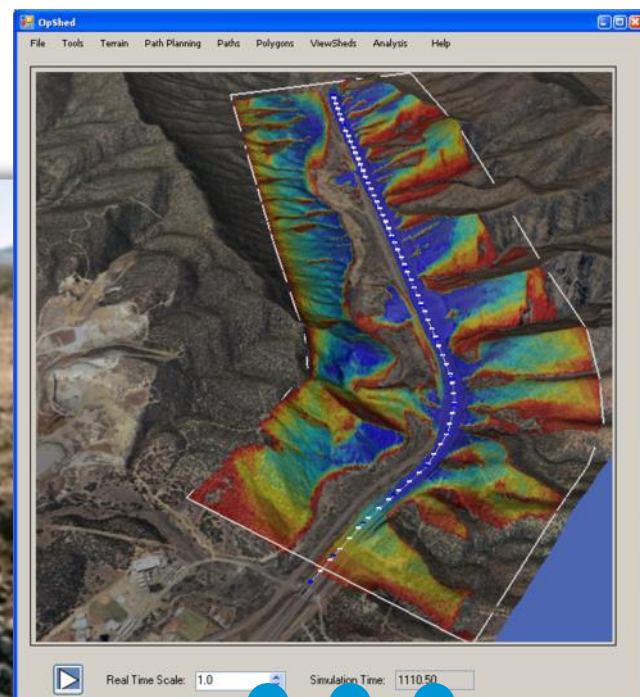 OpShed
File Tools Terrain Path Planning Paths Polygons ViewSheds Analysis Help
Real Time Scale: 1.0 Simulation Time: 1110.50